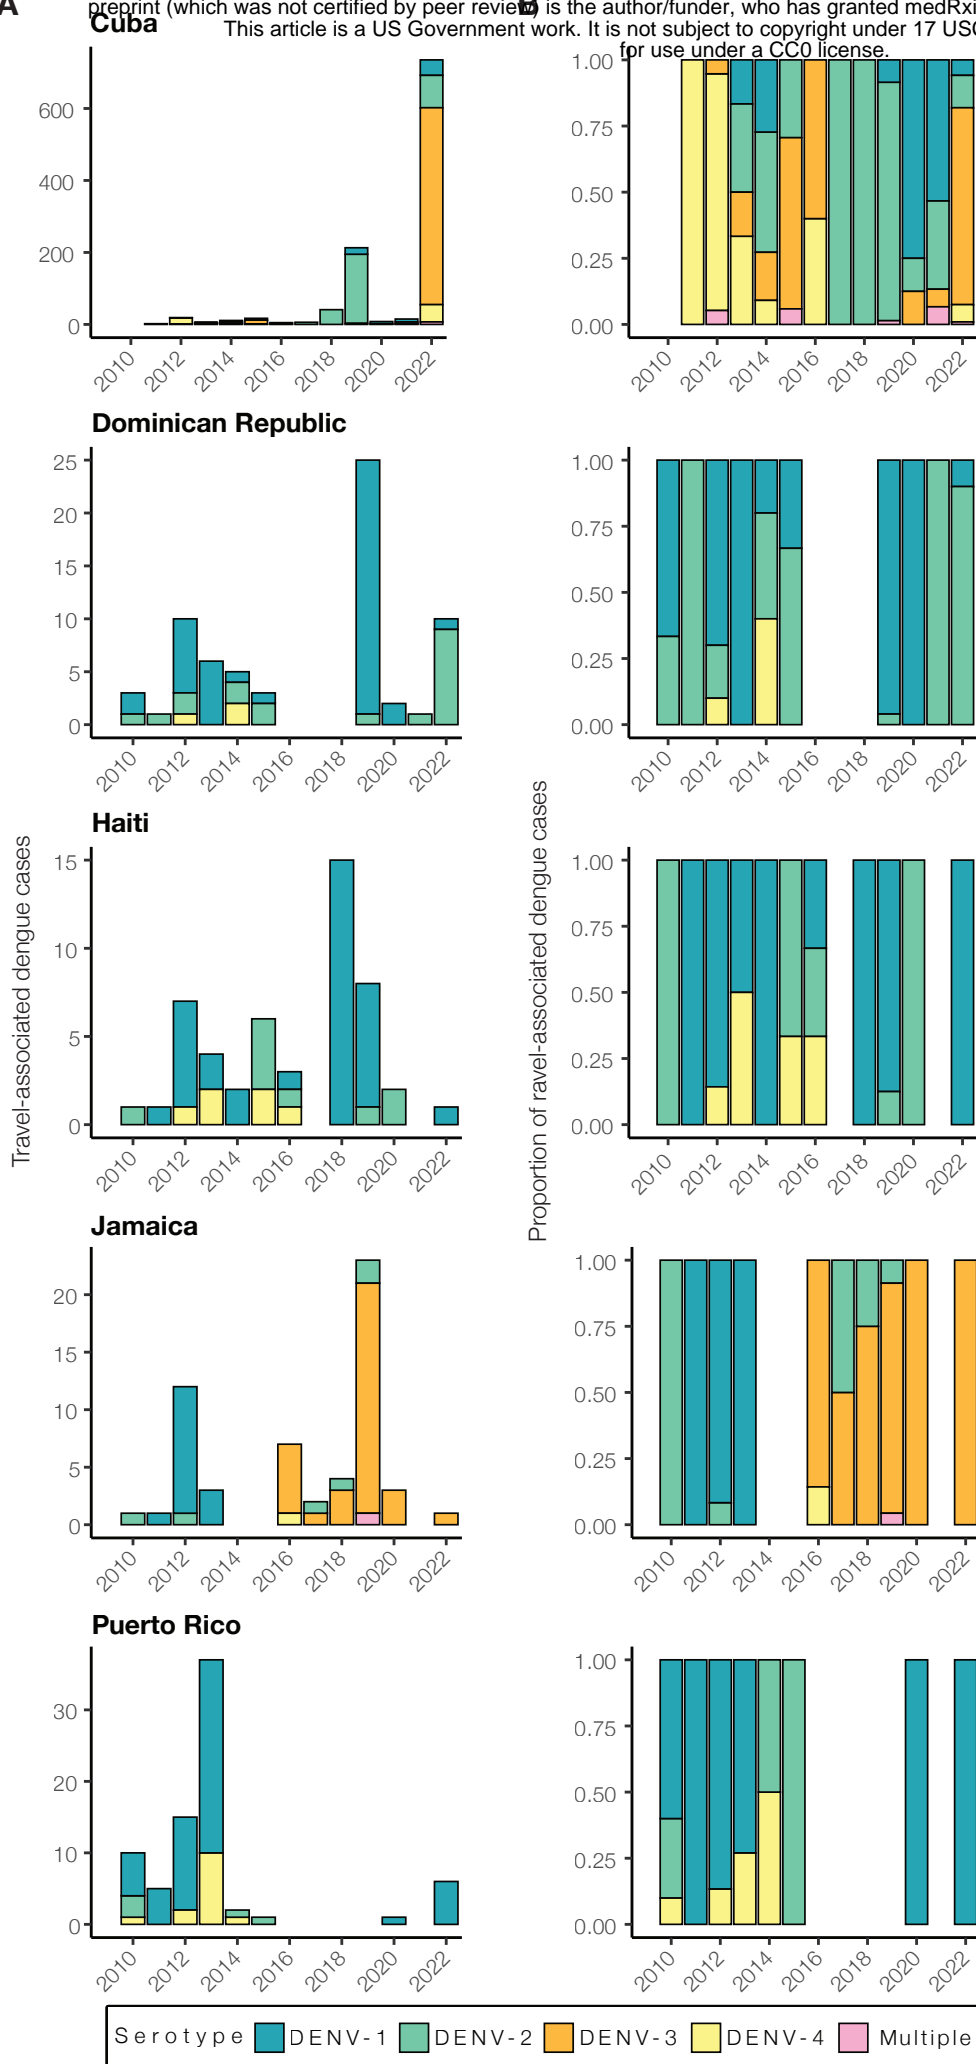 preprint (which was not certified by peer review) is the author/funder, who has granted medRxi
This article is a US Government work. It is not subject to copyright under 17 USC
for use under a CC0 license.
Cuba
600
400
200
0
2010 2012 2014 2016 2018 2020 2022
1.00
0.75
0.50
0.25
0.00
2010 2012 2014 2016 2018 2020 2022
Dominican Republic
25
20
15
10
5
0
2010 2012 2014 2016 2018 2020 2022
1.00
0.75
0.50
0.25
0.00
2010 2012 2014 2016 2018 2020 2022
Travel-associated dengue cases
Proportion of ravel-associated dengue cases
Haiti
15
10
5
0
2010 2012 2014 2016 2018 2020 2022
1.00
0.75
0.50
0.25
0.00
2010 2012 2014 2016 2018 2020 2022
Jamaica
20
15
10
5
0
2010 2012 2014 2016 2018 2020 2022
1.00
0.75
0.50
0.25
0.00
2010 2012 2014 2016 2018 2020 2022
Puerto Rico
30
20
10
0
2010 2012 2014 2016 2018 2020 2022
1.00
0.75
0.50
0.25
0.00
2010 2012 2014 2016 2018 2020 2022
Serotype DENV-1 DENV-2 DENV-3 DENV-4 Multiple